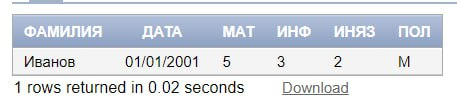 ФАМИЛИЯ ДАТА МАТ ИНФ ИНЯЗ ПОЛ
Иванов 01/01/2001 5 3 2 М
1 rows returned in 0.02 seconds Download